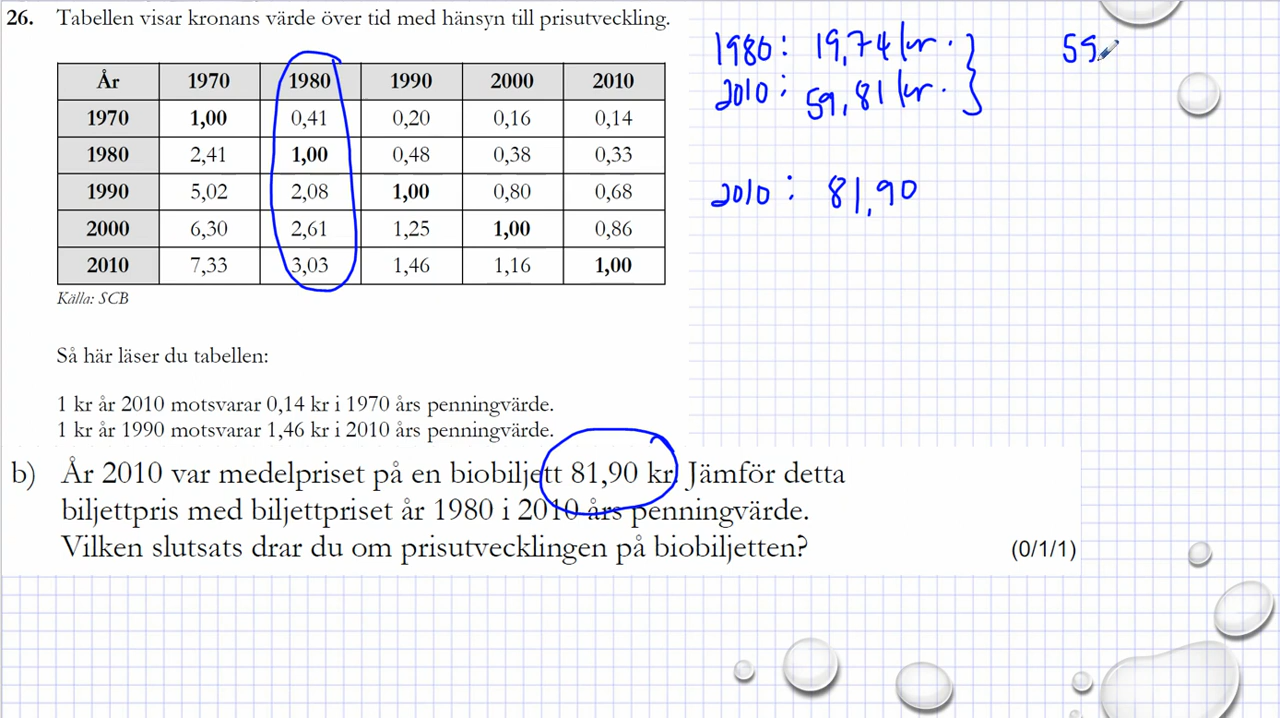 26. Tabellen visar kronans värde över tid med hänsyn till prisutveckling.
År 1970 1980 1990 2000 2010
1970 1,00 0,41 0,20 0,16 0,14
1980 2,41 1,00 0,48 0,38 0,33
1990 5,02 2,08 1,00 0,80 0,68
2000 6,30 2,61 1,25 1,00 0,86
2010 7,33 3,03 1,46 1,16 1,00
Källa: SCB
Så här läser du tabellen:
1 kr år 2010 motsvarar 0,14 kr i 1970 års penningvärde.
1 kr år 1990 motsvarar 1,46 kr i 2010 års penningvärde.
b) År 2010 var medelpriset på en biobiljett 81,90 kr. Jämför detta
biljettpris med biljettpriset år 1980 i 2010 års penningvärde.
Vilken slutsats drar du om prisutvecklingen på biobiljetten?
(0/1/1)
1980: 19,74 kr.
2010: 59,81 kr.
2010: 81,90
59,